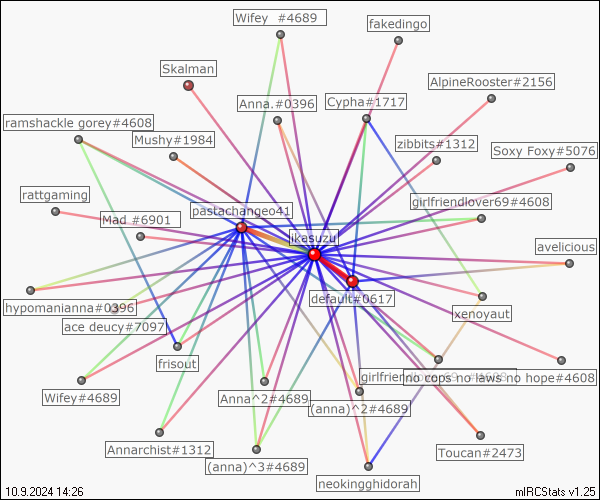 Wifey #4689
fakedingo
Skalman
AlpineRooster#2156
Anna.#0396
Cypha#1717
ramshackle gorey#4608
Mushy#1984
zibbits#1312
Soxy Foxy#5076
rattgaming
girlfriendlover69#4608
pastachange041
Mad #6901
ikasuzu
avelicious
default#0617
hypomanianna#0396
xenoyaut
ace deucy#7097
frisout
girlfrien
no cops no laws no hope#4608
Wifey#4689
Anna^2#4689
(anna)^2#4689
Annarchist#1312
Toucan#2473
(anna)^3#4689
neokingghidorah
10.9.2024 14:26
mIRCStats v1.25